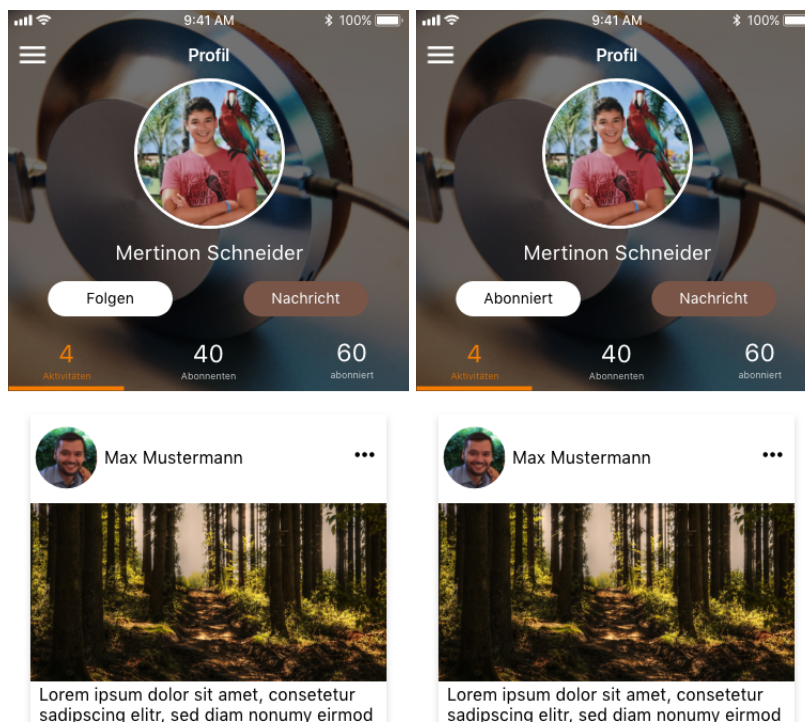 9:41 AM
100%
Profil
Mertinon Schneider
Folgen
Nachricht
4
40
60
Aktivitäten
Abonnenten
abonniert
Max Mustermann
Lorem ipsum dolor sit amet, consetetur
sadipscing elitr, sed diam nonumy eirmod
9:41 AM
100%
Profil
Mertinon Schneider
Abonniert
Nachricht
4
40
60
Aktivitäten
Abonnenten
abonniert
Max Mustermann
Lorem ipsum dolor sit amet, consetetur
sadipscing elitr, sed diam nonumy eirmod